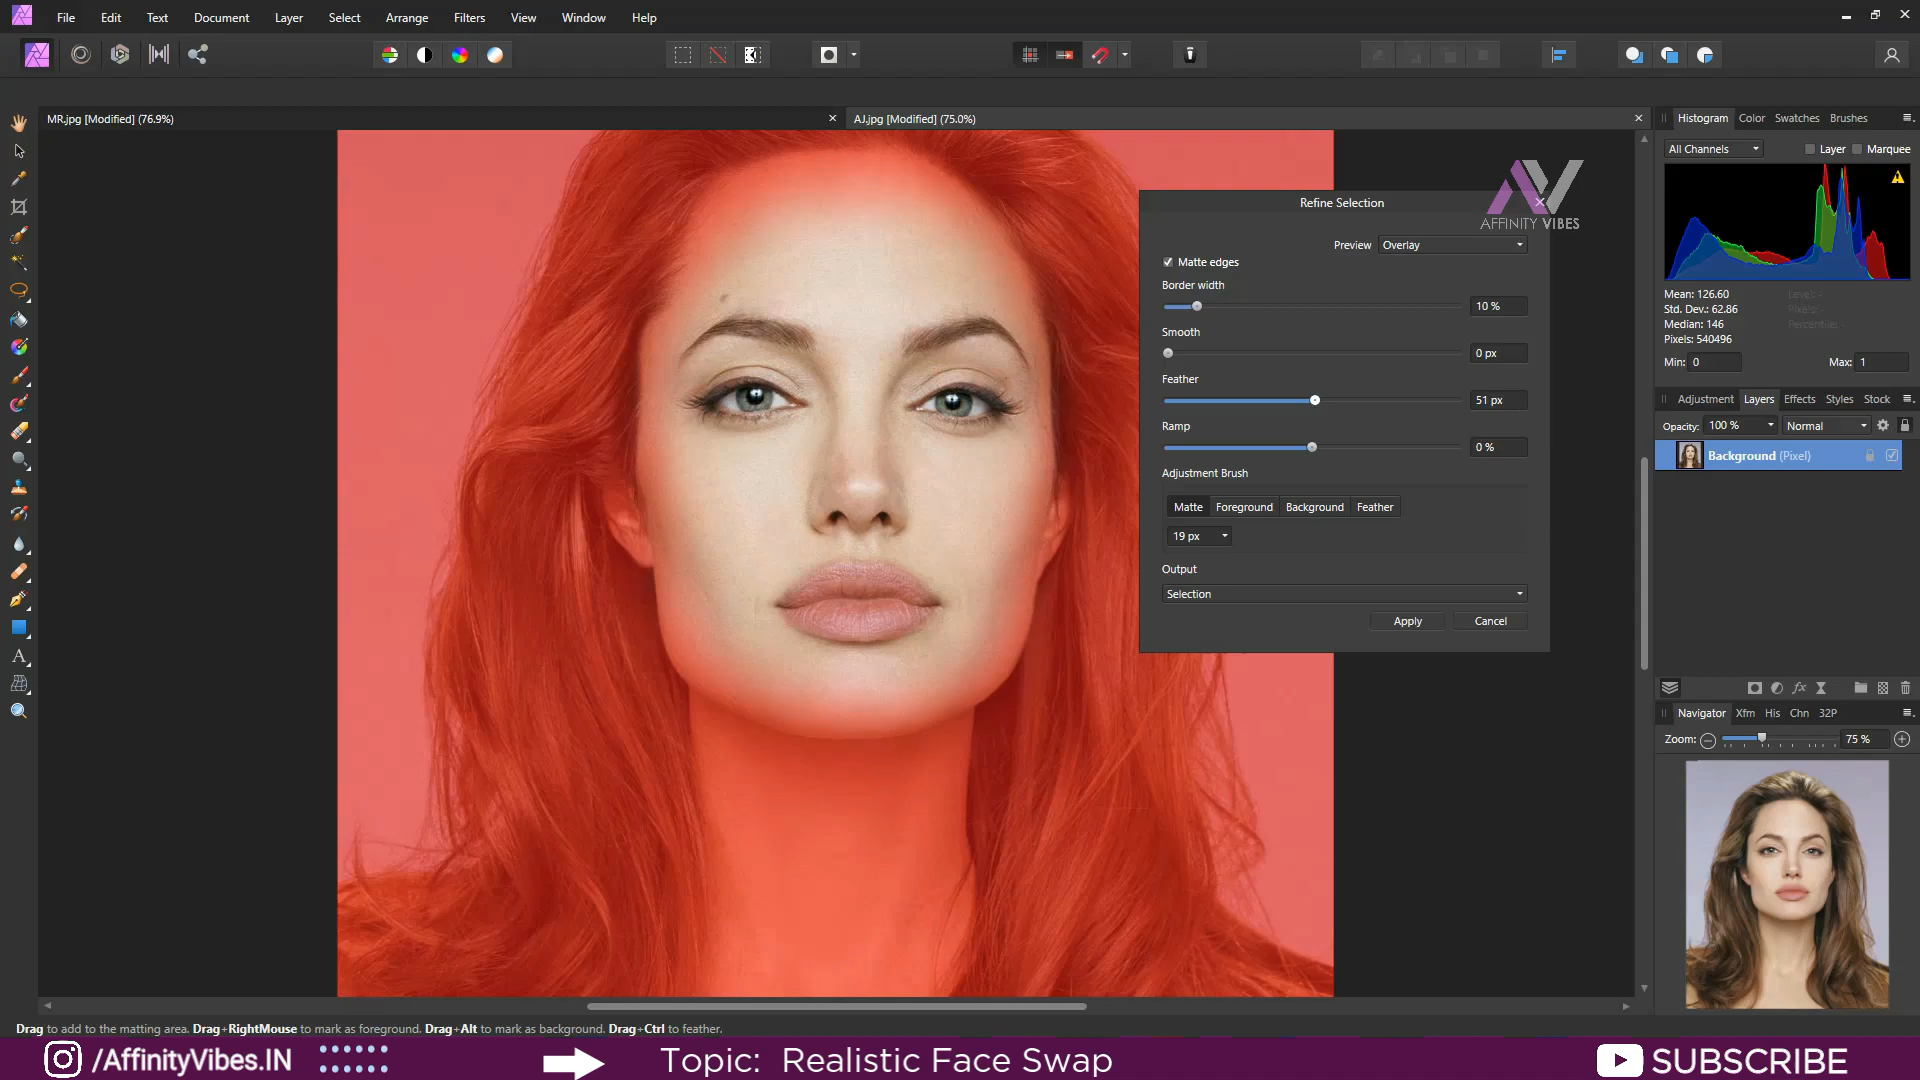 File Edit Text Document Layer Select Arrange Filters View Window Help
MR.jpg [Modified] (76.9%)
AJ.jpg [Modified] (75.0%)
AFFINITY VIBES
Refine Selection
Preview Overlay
Matte edges
Border width
10 %
Smooth
0 px
Feather
51 px
Ramp
0 %
Adjustment Brush
Matte Foreground Background Feather
19 px
Output
Selection
Apply Cancel
Histogram Color Swatches Brushes
All Channels Layer Marquee
Mean: 126.60 Level: -
Std. Dev.: 62.86 Pixels: -
Median: 146 Percentile: -
Pixels: 540496
Min: 0 Max: 1
Adjustment Layers Effects Styles Stock
Opacity: 100 % Normal
Background (Pixel)
fx
Navigator Xfm His Chn 32P
Zoom: 75 %
Drag to add to the matting area. Drag+RightMouse to mark as foreground. Drag+Alt to mark as background. Drag+Ctrl to feather.
/AffinityVibes.IN Topic: Realistic Face Swap SUBSCRIBE